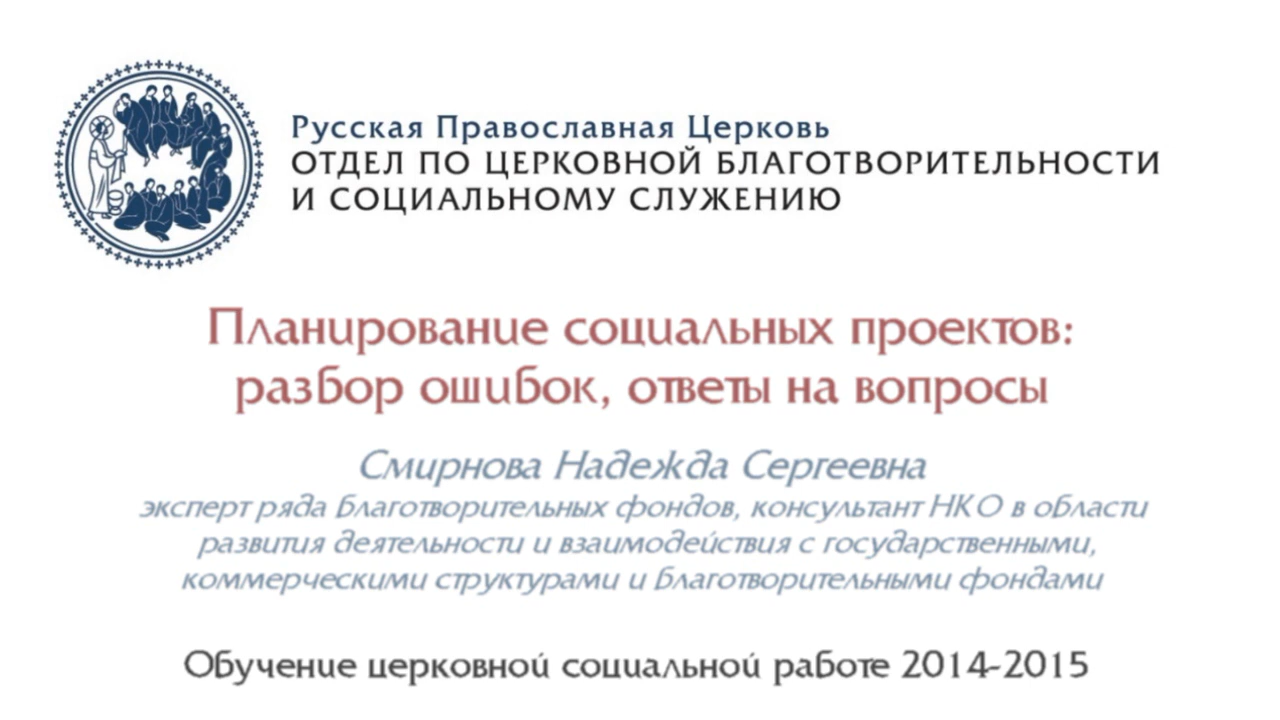 Русская Православная Церковь
ОТДЕЛ ПО ЦЕРКОВНОЙ БЛАГОТВОРИТЕЛЬНОСТИ
И СОЦИАЛЬНОМУ СЛУЖЕНИЮ
Планирование социальных проектов:
разбор ошибок, ответы на вопросы
Смирнова Надежда Сергеевна
эксперт ряда благотворительных фондов, консультант НКО в области
развития деятельности и взаимодействия с государственными,
коммерческими структурами и благотворительными фондами
Обучение церковной социальной работе 2014-2015